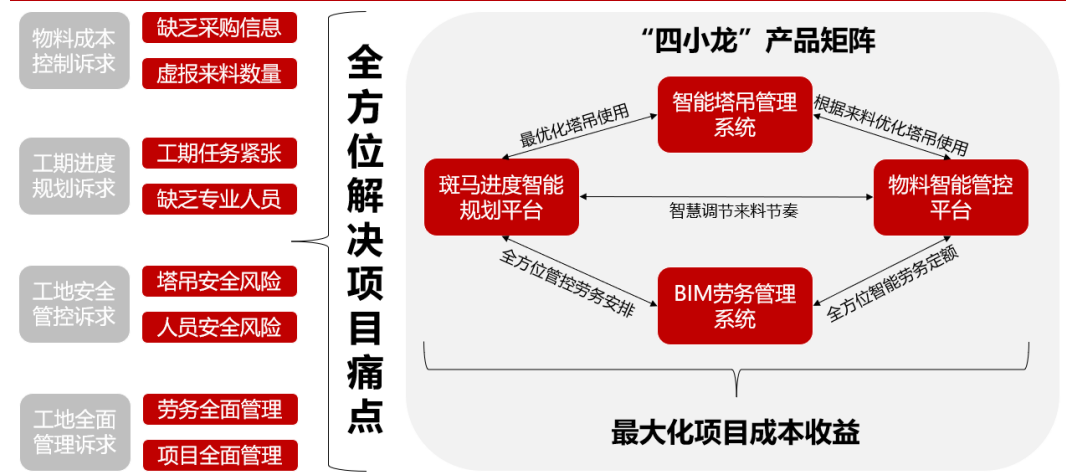 物料成本
控制诉求
缺乏采购信息
虚报来料数量
工期进度
规划诉求
工期任务紧张
缺乏专业人员
工地安全
管控诉求
塔吊安全风险
人员安全风险
工地全面
管理诉求
劳务全面管理
项目全面管理
全方位解决项目痛点
“四小龙”产品矩阵
智能塔吊管理
系统
最优化塔吊使用
根据来料优化塔吊使用
斑马进度智能
规划平台
智慧调节来料节奏
物料智能管控
平台
全方位管控劳务安排
全方位智能劳务定额
BIM劳务管理
系统
最大化项目成本收益